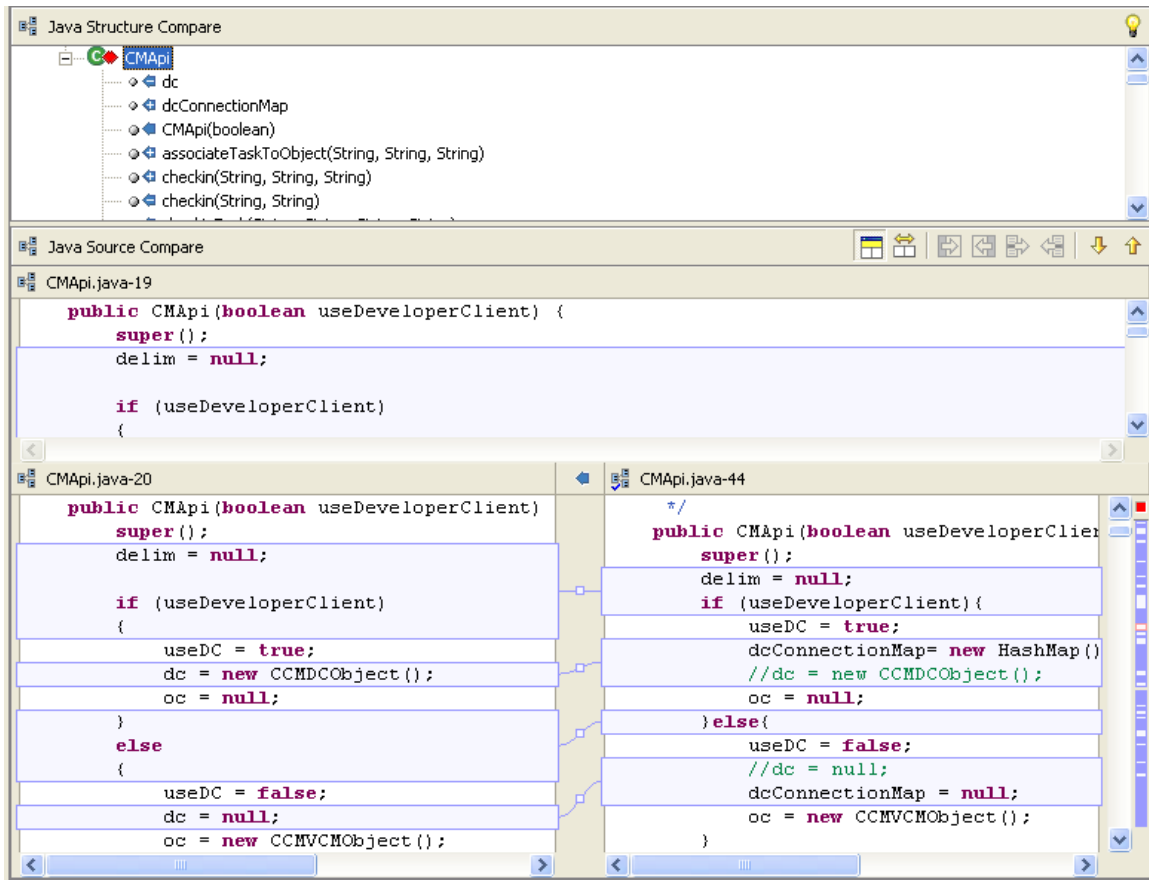 Java Structure Compare
CMApi
dc
dcConnectionMap
CMApi(boolean)
associateTaskToObject(String, String, String)
checkin(String, String, String)
checkin(String, String)
Java Source Compare
CMApi.java-19
public CMApi(boolean useDeveloperClient) {
super();
delim = null;
if (useDeveloperClient)
{
CMApi.java-20
public CMApi(boolean useDeveloperClient)
super();
delim = null;
if (useDeveloperClient)
{
useDC = true;
dc = new CCMDCObject();
oc = null;
}
else
{
useDC = false;
dc = null;
oc = new CCMVCMObject();
CMApi.java-44
*/
public CMApi(boolean useDeveloperClier
super();
delim = null;
if (useDeveloperClient){
useDC = true;
dcConnectionMap= new HashMap()
//dc = new CCMDCObject();
oc = null;
}else{
useDC = false;
//dc = null;
dcConnectionMap = null;
oc = new CCMVCMObject();
}